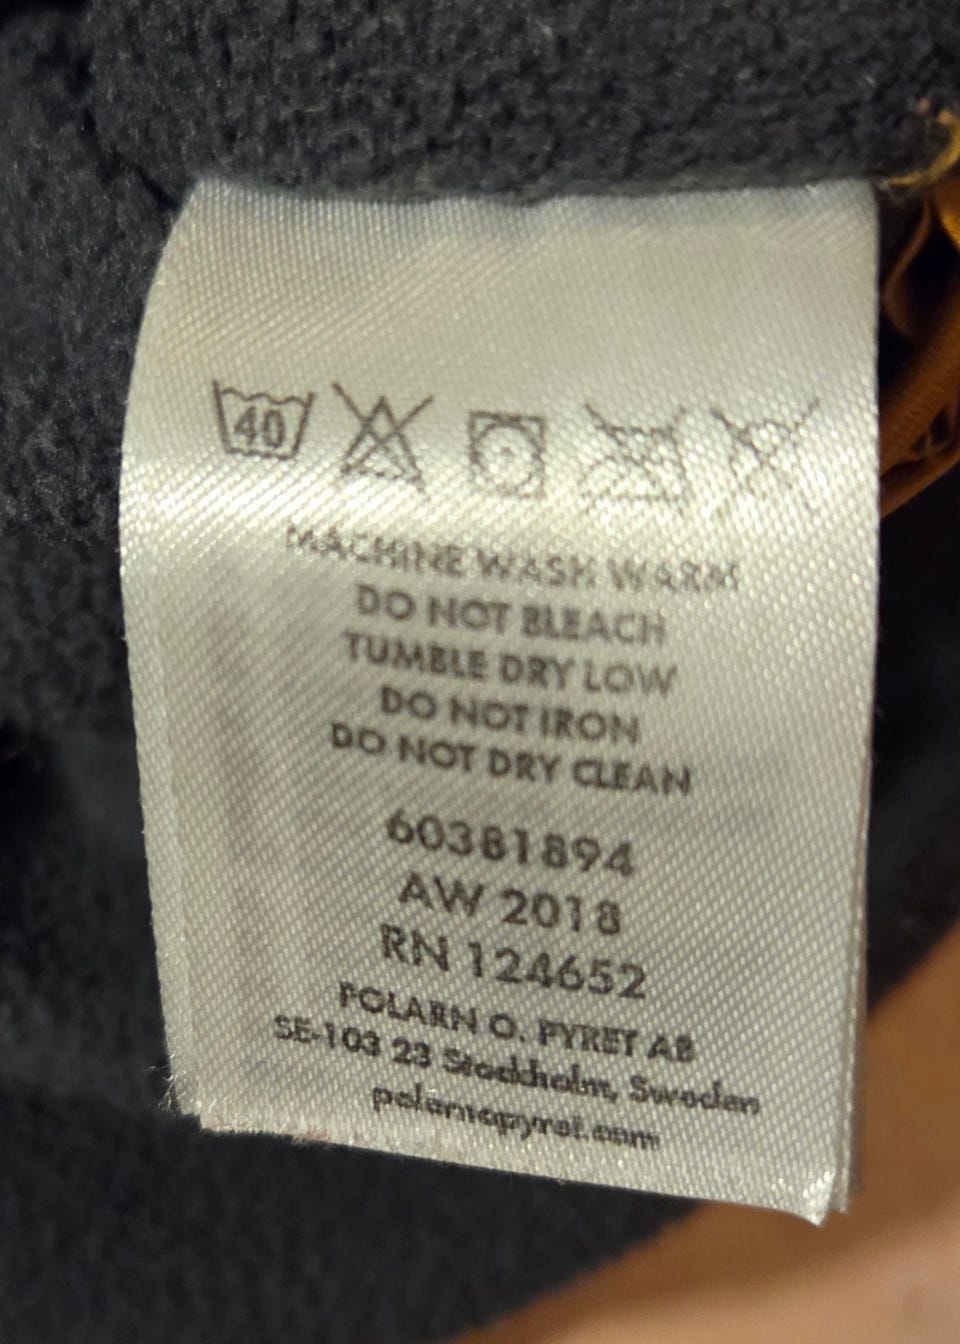 40
MACHINE WASH WARM
DO NOT BLEACH
TUMBLE DRY LOW
DO NOT IRON
DO NOT DRY CLEAN
60381894
AW 2018
RN 124652
POLARN O. PYRET AB
SE-103 23 Stockholm, Sweden
polarnopyret.com